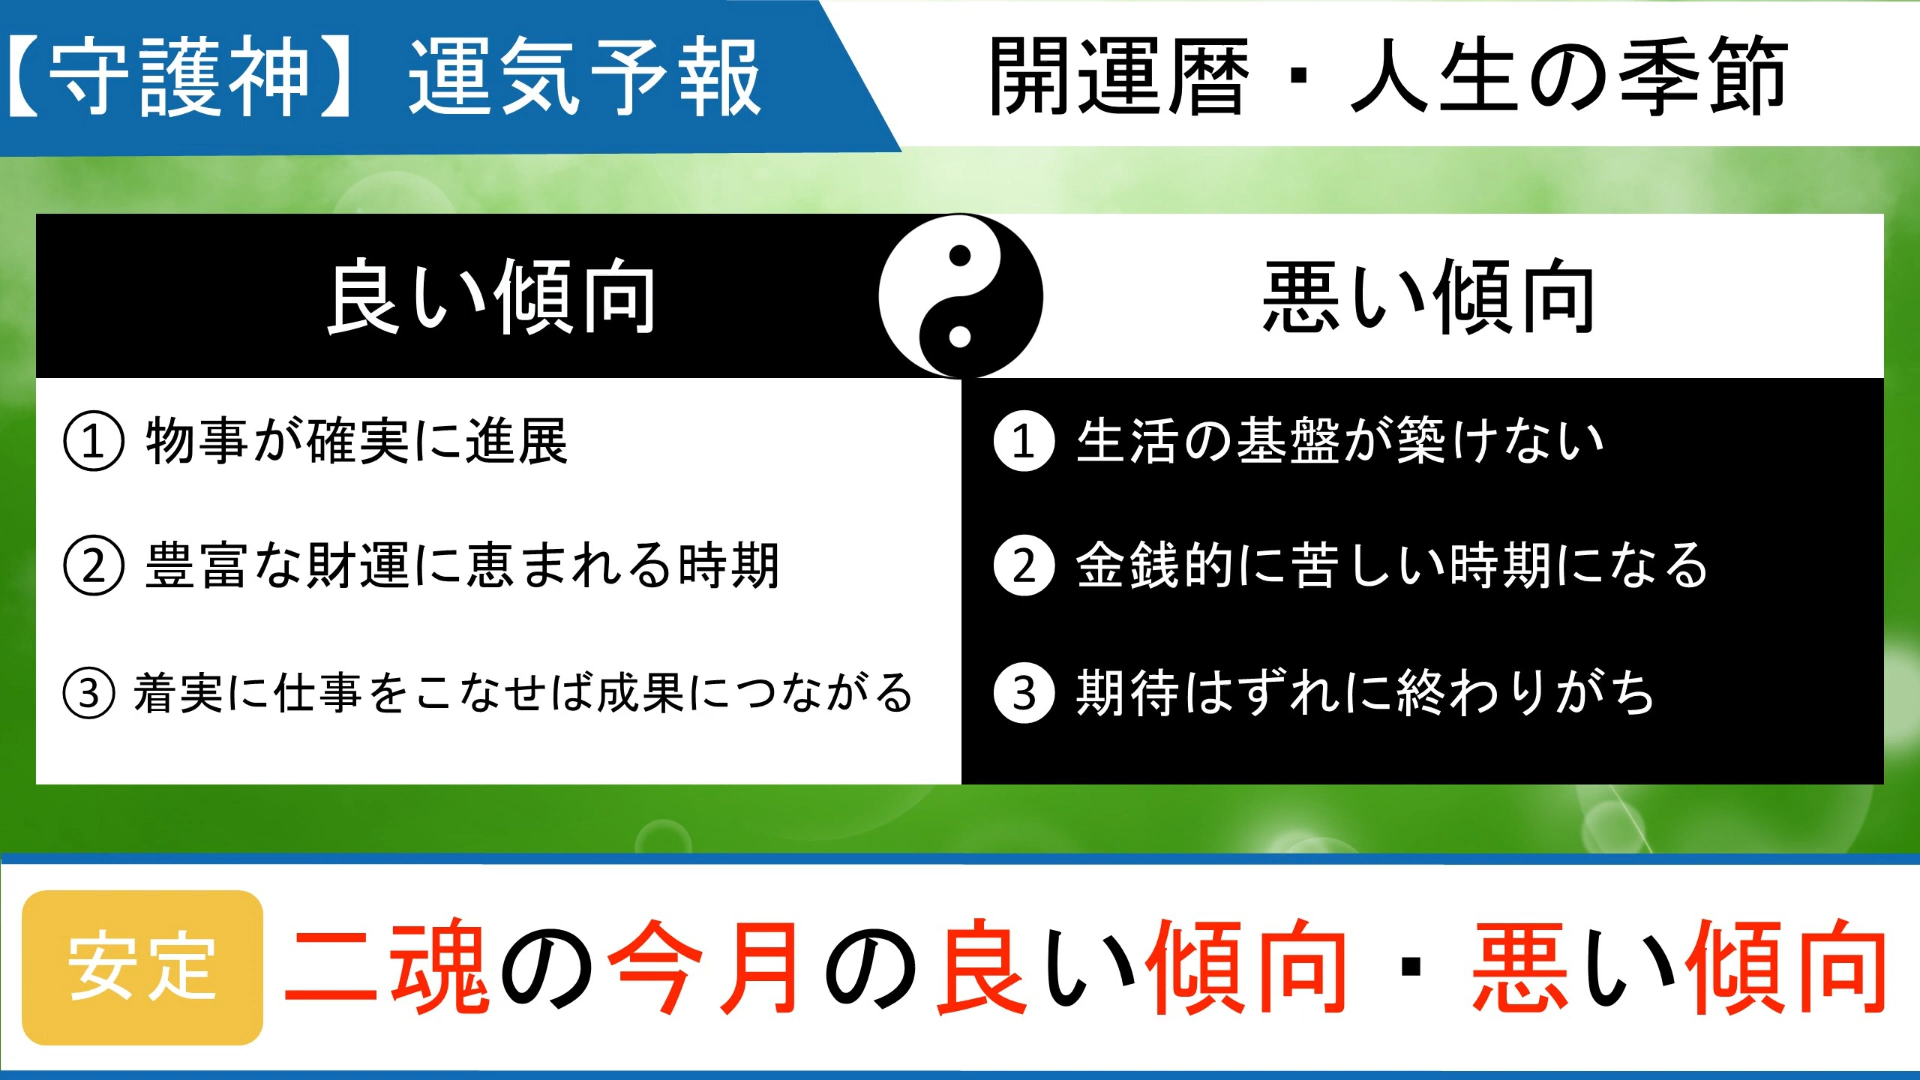 【守護神】運気予報
開運暦・人生の季節
良い傾向
悪い傾向
① 物事が確実に進展
② 豊富な財運に恵まれる時期
③ 着実に仕事をこなせば成果につながる
❶ 生活の基盤が築けない
❷ 金銭的に苦しい時期になる
❸ 期待はずれに終わりがち
安定
二魂の今月の良い傾向・悪い傾向